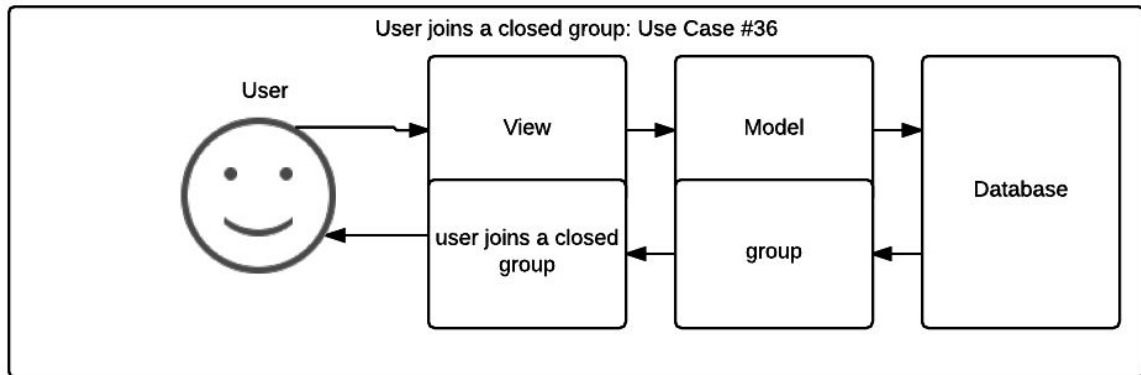 User joins a closed group: Use Case #36
User
View
Model
Database
user joins a closed
group
group